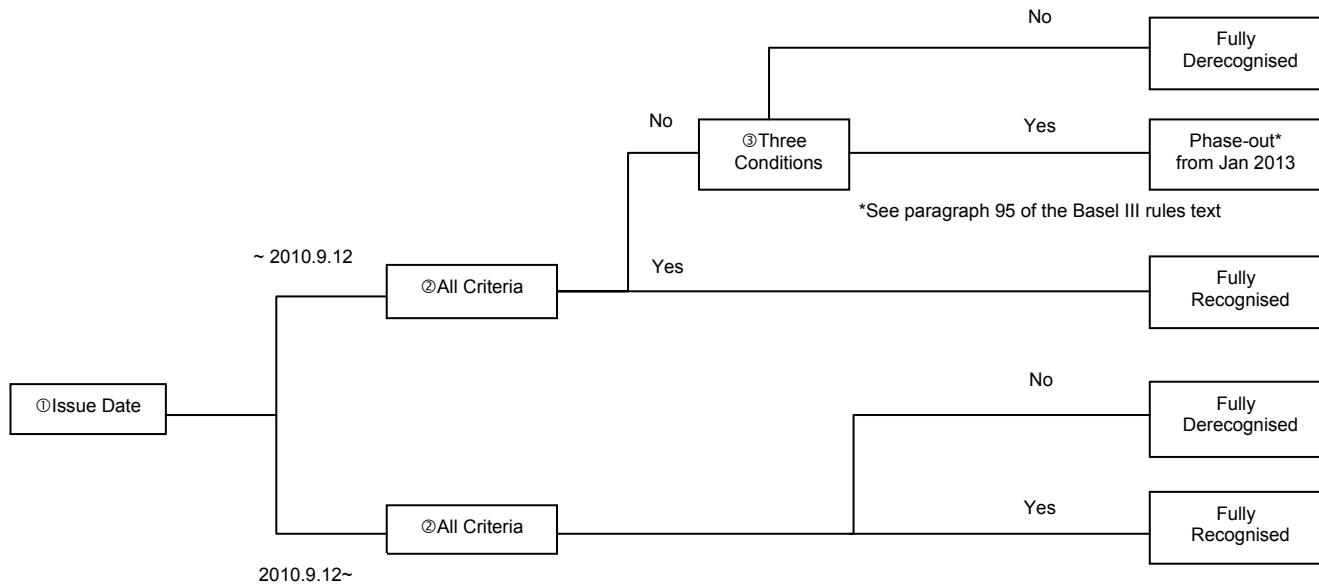 No
Fully
Derecognised
No
③Three
Conditions
Yes
Phase-out*
from Jan 2013
*See paragraph 95 of the Basel III rules text
~ 2010.9.12
②All Criteria
Yes
Fully
Recognised
①Issue Date
No
Fully
Derecognised
②All Criteria
Yes
Fully
Recognised
2010.9.12~